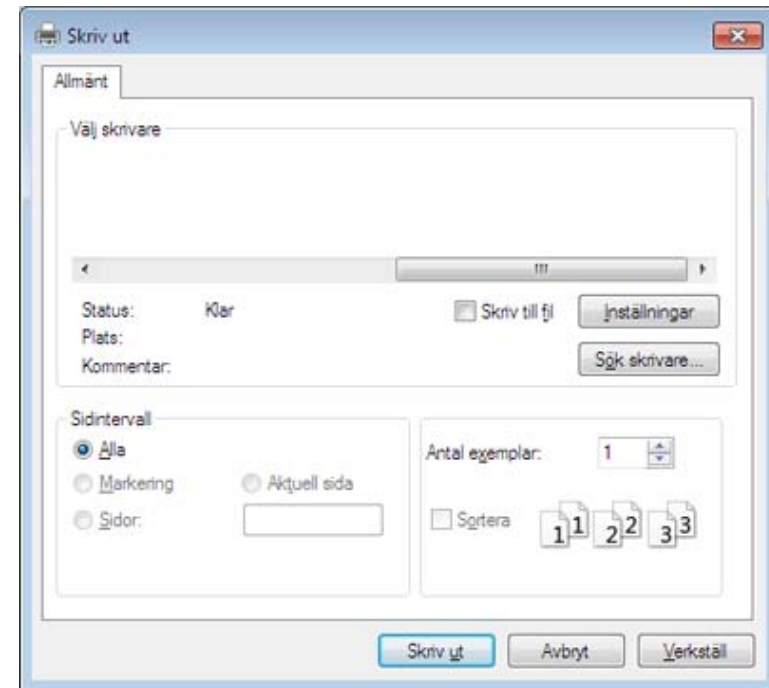 Skriv ut
Allmänt
Välj skrivare
Status: Klar
Skriv till fil
Inställningar
Plats:
Kommentar:
Sök skrivare...
Sidintervall
Alla
Markering
Aktuell sida
Sidor:
Antal exemplar: 1
Sortera
1 1 2 2 3 3
Skriv ut
Avbryt
Verkställ